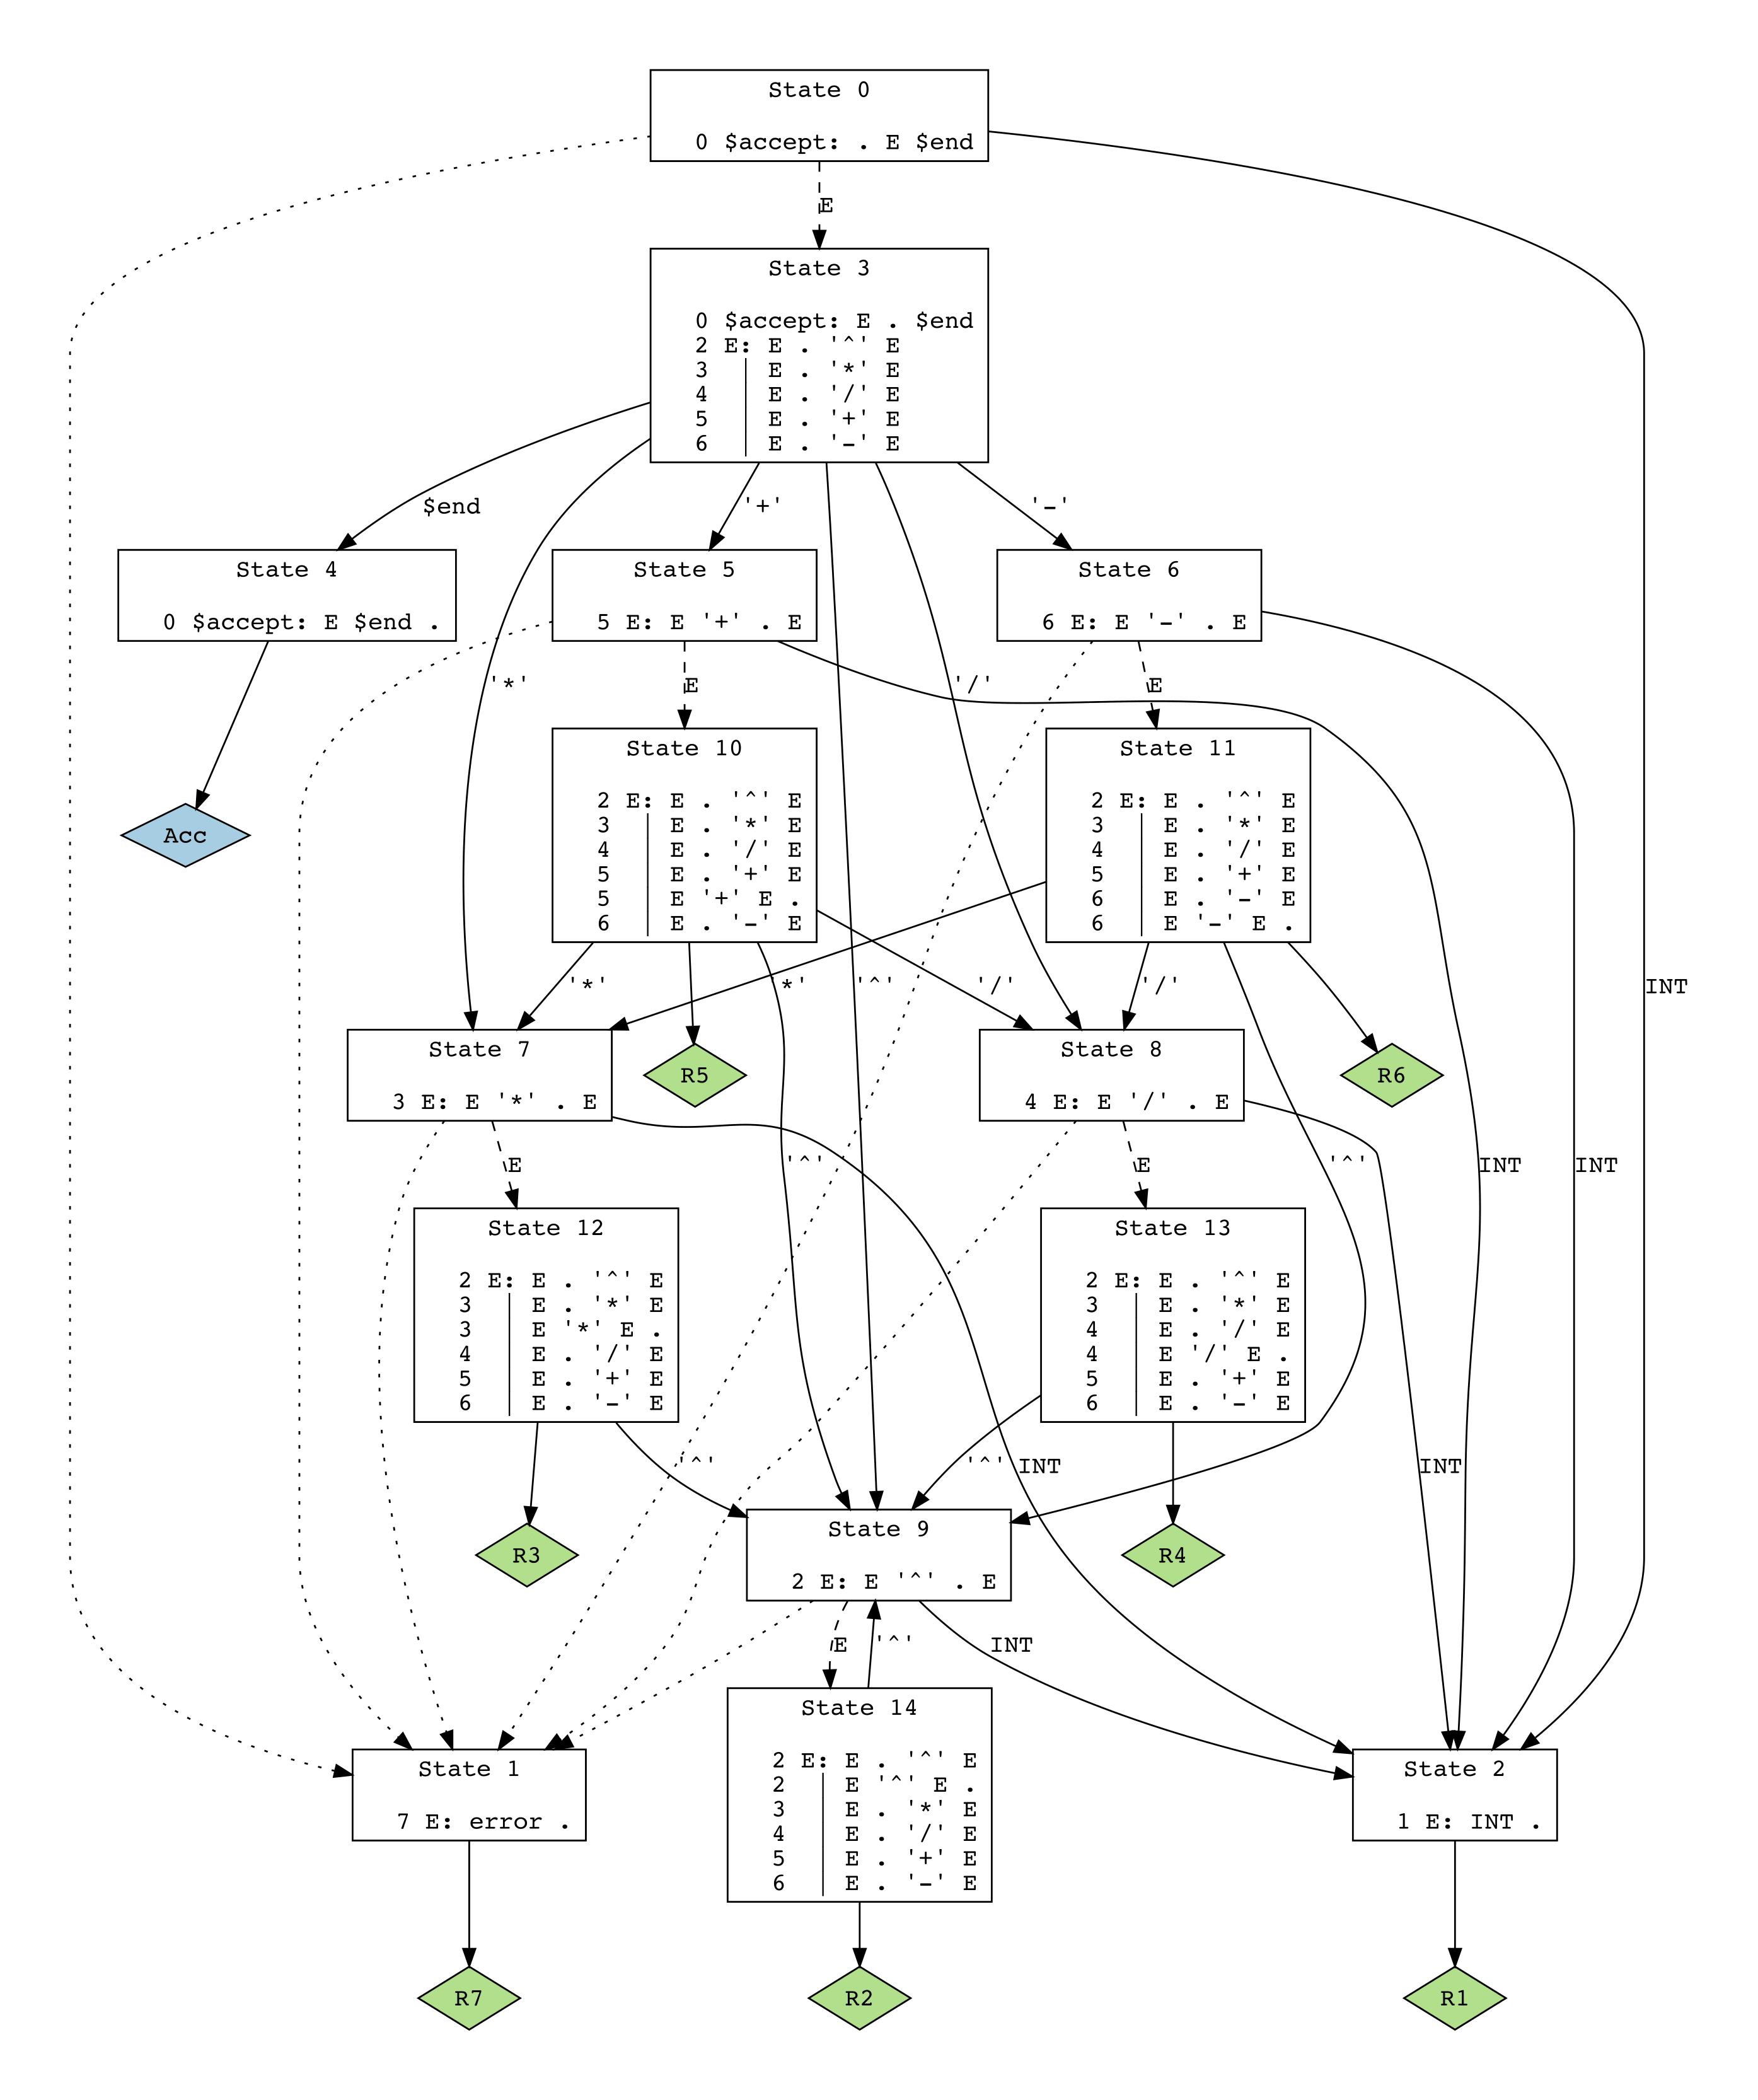 State 0
0 $accept: . E $end
E
State 3
0 $accept: E . $end
2 E: E . '^' E
3 | E . '*' E
4 | E . '/' E
5 | E . '+' E
6 | E . '-' E
$end
'+'
'-'
State 4
0 $accept: E $end .
State 5
5 E: E '+' . E
State 6
6 E: E '-' . E
'*'
E
'/'
E
Acc
State 10
2 E: E . '^' E
3 | E . '*' E
4 | E . '/' E
5 | E . '+' E
5 | E '+' E .
6 | E . '-' E
State 11
2 E: E . '^' E
3 | E . '*' E
4 | E . '/' E
5 | E . '+' E
6 | E . '-' E
6 | E '-' E .
'*'
'*'
'^'
'/'
'/'
INT
State 7
3 E: E '*' . E
R5
State 8
4 E: E '/' . E
R6
E
'^'
E
'^'
INT
INT
State 12
2 E: E . '^' E
3 | E . '*' E
3 | E '*' E .
4 | E . '/' E
5 | E . '+' E
6 | E . '-' E
State 13
2 E: E . '^' E
3 | E . '*' E
4 | E . '/' E
4 | E '/' E .
5 | E . '+' E
6 | E . '-' E
'^'
'^'
INT
INT
R3
State 9
2 E: E '^' . E
R4
E
'^'
INT
State 14
2 E: E . '^' E
2 | E '^' E .
3 | E . '*' E
4 | E . '/' E
5 | E . '+' E
6 | E . '-' E
State 1
7 E: error .
State 2
1 E: INT .
R7
R2
R1